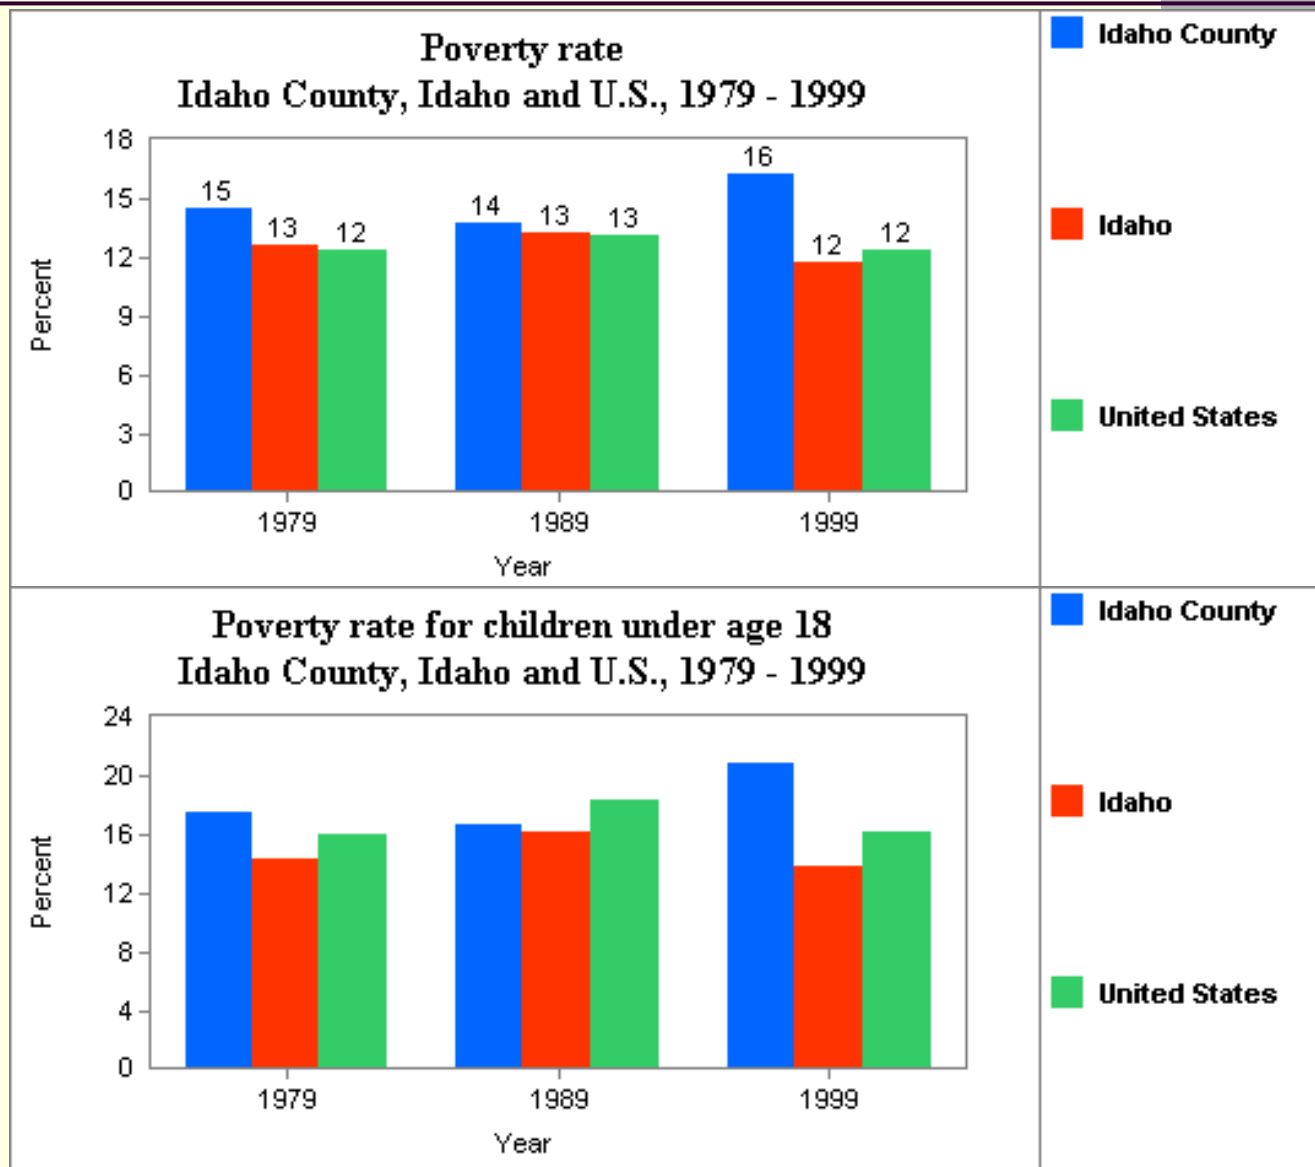 Poverty rate
Idaho County, Idaho and U.S., 1979 - 1999
Idaho County
Idaho
United States
Percent
18
15
12
9
6
3
0
15 13 12
14 13 13
16 12 12
1979 1989 1999
Year
Poverty rate for children under age 18
Idaho County, Idaho and U.S., 1979 - 1999
Idaho County
Idaho
United States
Percent
24
20
16
12
8
4
0
1979 1989 1999
Year